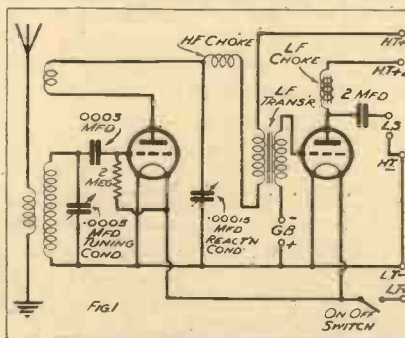 HF CHOKE
LF
CHOKE
HT+
HT+2
2 MFD
LF
TRANS'R.
LS
HT
.0003
MFD
2
MEG
.0005
MFD
TUNING
COND.
.00015
MFD
REACT'N
COND.
-
GB
+
LT-
LT+
ON OFF
SWITCH
FIG.1